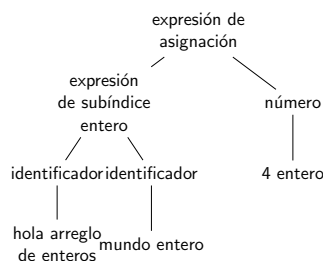 expresión de
asignación
expresión
de subíndice
entero
número
identificador identificador
4 entero
hola arreglo
de enteros
mundo entero